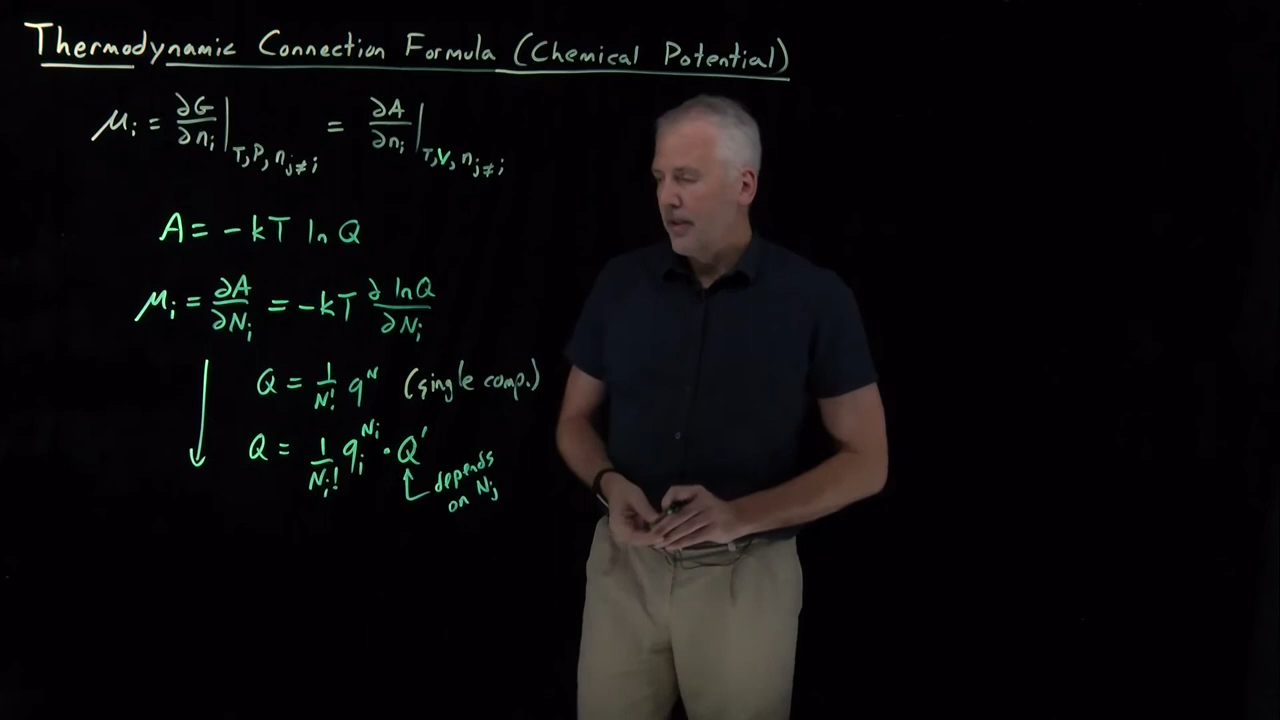 Thermodynamic Connection Formula (Chemical Potential)
μᵢ = ∂G/∂nᵢ |T,P,nⱼ≠ᵢ = ∂A/∂nᵢ |T,V,nⱼ≠ᵢ
A = -kT ln Q
μᵢ = ∂A/∂Nᵢ = -kT ∂ lnQ/∂Nᵢ
Q = 1/N! q^N (single comp.)
Q = 1/Nᵢ! qᵢ^Nᵢ · Q'
depends
on Nⱼ